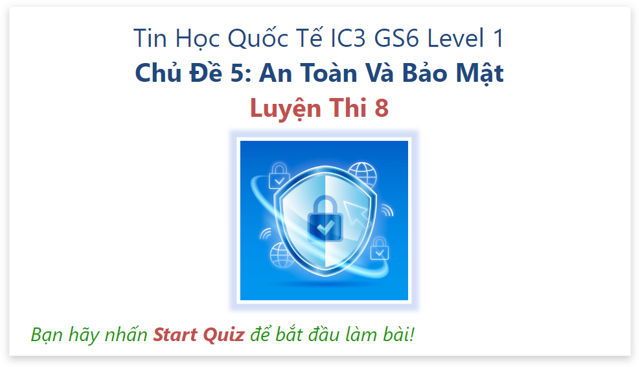 Tin Học Quốc Tế IC3 GS6 Level 1
Chủ Đề 5: An Toàn Và Bảo Mật
Luyện Thi 8
Bạn hãy nhấn Start Quiz để bắt đầu làm bài!